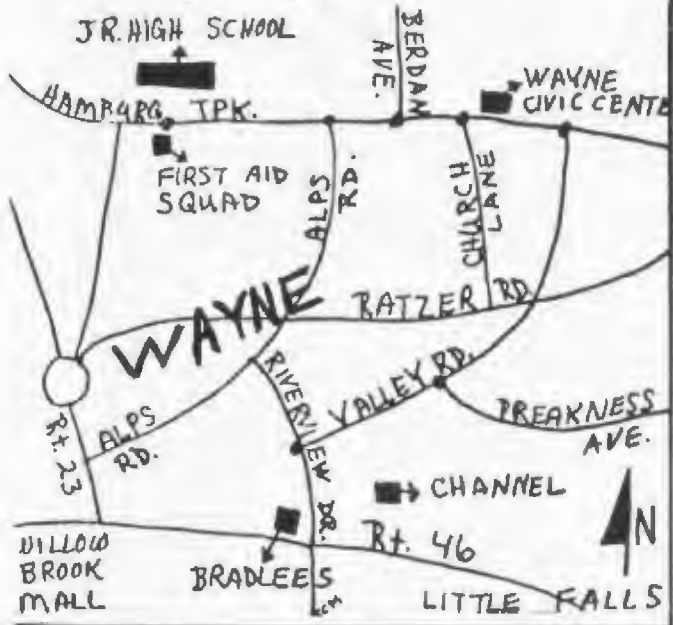 JR. HIGH SCHOOL
BERDAN
AVE.
WAYNE
CIVIC CENTE
HAMBURG TPK.
FIRST AID
SQUAD
ALPS
RD.
CHURCH
LANE
WAYNE
RATZER RD.
RIVERVIEW DR.
VALLEY RD.
PREAKNESS
AVE.
Rt. 23
ALPS
RD.
CHANNEL
N
Rt. 46
WILLOW
BROOK
MALL
BRADLEES
LITTLE FALLS